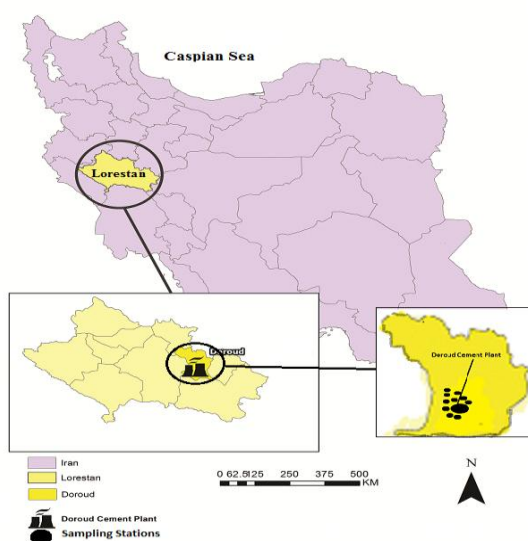 Caspian Sea
Lorestan
Doroud
Doroud Cement Plant
Iran
Lorestan
Doroud
Doroud Cement Plant
Sampling Stations
0 62.5125 250 375 500
KM
N